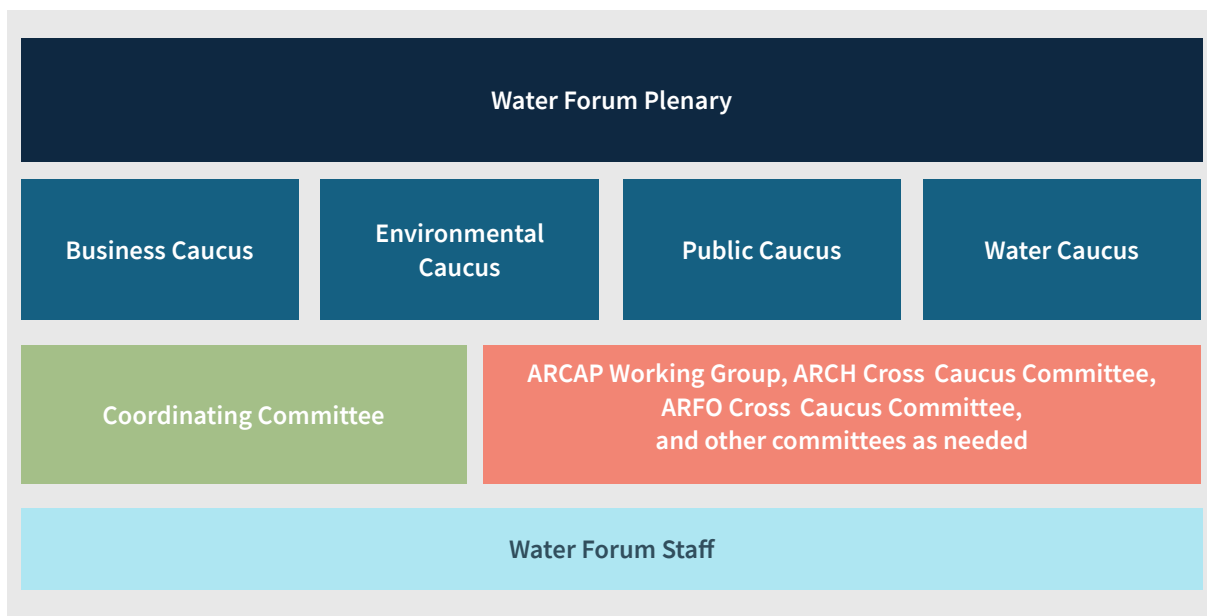 Water Forum Plenary
Business Caucus
Environmental
Caucus
Public Caucus
Water Caucus
Coordinating Committee
ARCAP Working Group, ARCH Cross Caucus Committee,
ARFO Cross Caucus Committee,
and other committees as needed
Water Forum Staff